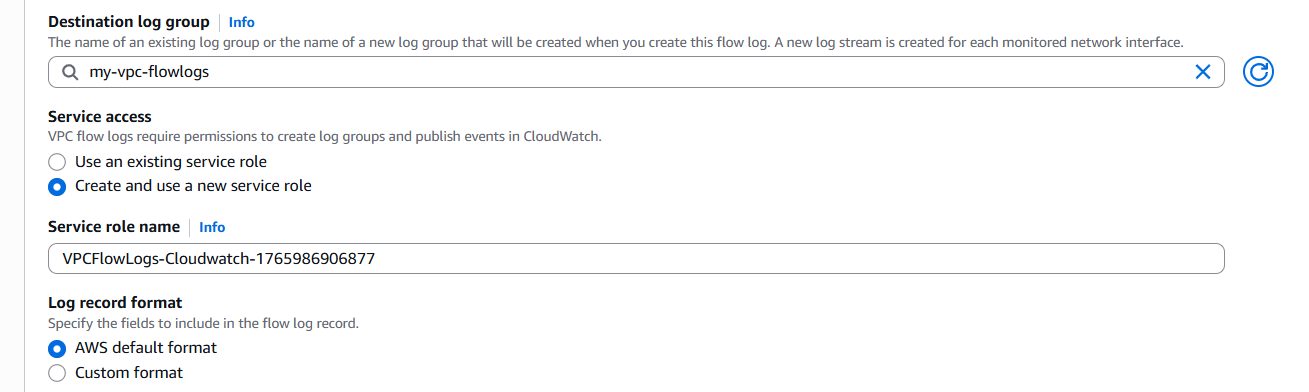 Destination log group Info
The name of an existing log group or the name of a new log group that will be created when you create this flow log. A new log stream is created for each monitored network interface.
my-vpc-flowlogs
Service access
VPC flow logs require permissions to create log groups and publish events in CloudWatch.
Use an existing service role
Create and use a new service role
Service role name Info
VPCFlowLogs-Cloudwatch-1765986906877
Log record format
Specify the fields to include in the flow log record.
AWS default format
Custom format